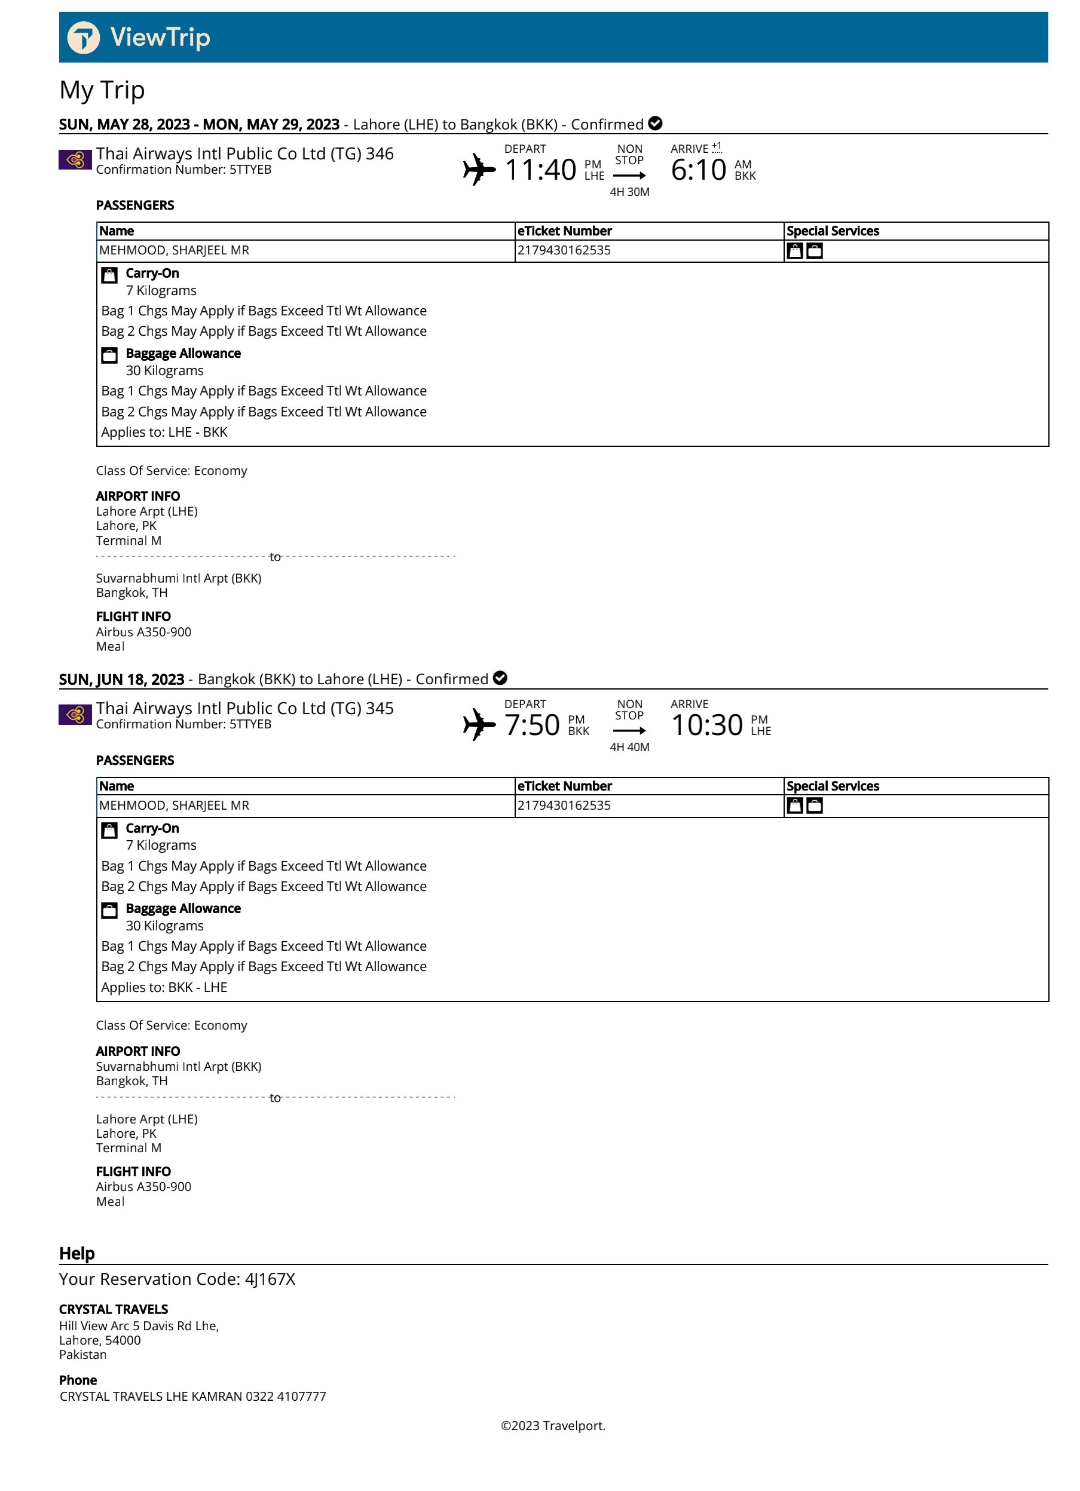 ViewTrip
My Trip
SUN, MAY 28, 2023 - MON, MAY 29, 2023 - Lahore (LHE) to Bangkok (BKK) - Confirmed
Thai Airways Intl Public Co Ltd (TG) 346
Confirmation Number: 5TTYEB
DEPART
11:40 PM LHE
NON STOP
4H 30M
ARRIVE +1
6:10 AM BKK
PASSENGERS
Name eTicket Number Special Services
MEHMOOD, SHARJEEL MR 2179430162535
Carry-On
7 Kilograms
Bag 1 Chgs May Apply if Bags Exceed Ttl Wt Allowance
Bag 2 Chgs May Apply if Bags Exceed Ttl Wt Allowance
Baggage Allowance
30 Kilograms
Bag 1 Chgs May Apply if Bags Exceed Ttl Wt Allowance
Bag 2 Chgs May Apply if Bags Exceed Ttl Wt Allowance
Applies to: LHE - BKK
Class Of Service: Economy
AIRPORT INFO
Lahore Arpt (LHE)
Lahore, PK
Terminal M
to
Suvarnabhumi Intl Arpt (BKK)
Bangkok, TH
FLIGHT INFO
Airbus A350-900
Meal
SUN, JUN 18, 2023 - Bangkok (BKK) to Lahore (LHE) - Confirmed
Thai Airways Intl Public Co Ltd (TG) 345
Confirmation Number: 5TTYEB
DEPART
7:50 PM BKK
NON STOP
4H 40M
ARRIVE
10:30 PM LHE
PASSENGERS
Name eTicket Number Special Services
MEHMOOD, SHARJEEL MR 2179430162535
Carry-On
7 Kilograms
Bag 1 Chgs May Apply if Bags Exceed Ttl Wt Allowance
Bag 2 Chgs May Apply if Bags Exceed Ttl Wt Allowance
Baggage Allowance
30 Kilograms
Bag 1 Chgs May Apply if Bags Exceed Ttl Wt Allowance
Bag 2 Chgs May Apply if Bags Exceed Ttl Wt Allowance
Applies to: BKK - LHE
Class Of Service: Economy
AIRPORT INFO
Suvarnabhumi Intl Arpt (BKK)
Bangkok, TH
to
Lahore Arpt (LHE)
Lahore, PK
Terminal M
FLIGHT INFO
Airbus A350-900
Meal
Help
Your Reservation Code: 4J167X
CRYSTAL TRAVELS
Hill View Arc 5 Davis Rd Lhe,
Lahore, 54000
Pakistan
Phone
CRYSTAL TRAVELS LHE KAMRAN 0322 4107777
©2023 Travelport.